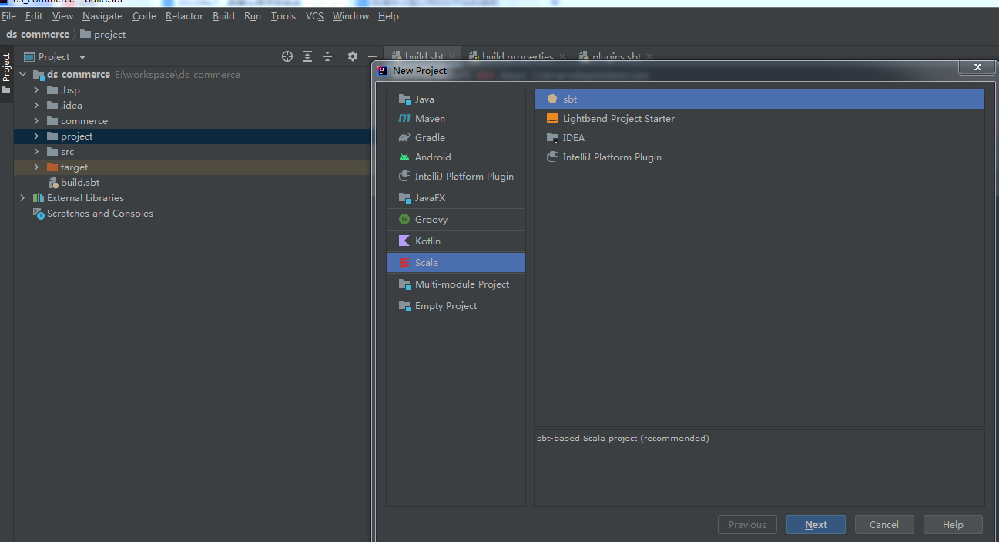 ds_commerce - build.sbt
File Edit View Navigate Code Refactor Build Run Tools VCS Window Help
ds_commerce project
Project
Project
build.sbt
build.properties
plugins.sbt
ds_commerce E:\workspace\ds_commerce
.bsp
.idea
commerce
project
src
target
build.sbt
External Libraries
Scratches and Consoles
New Project
Java
Maven
Gradle
Android
IntelliJ Platform Plugin
JavaFX
Groovy
Kotlin
Scala
Multi-module Project
Empty Project
sbt
Lightbend Project Starter
IDEA
IntelliJ Platform Plugin
sbt-based Scala project (recommended)
Previous Next Cancel Help